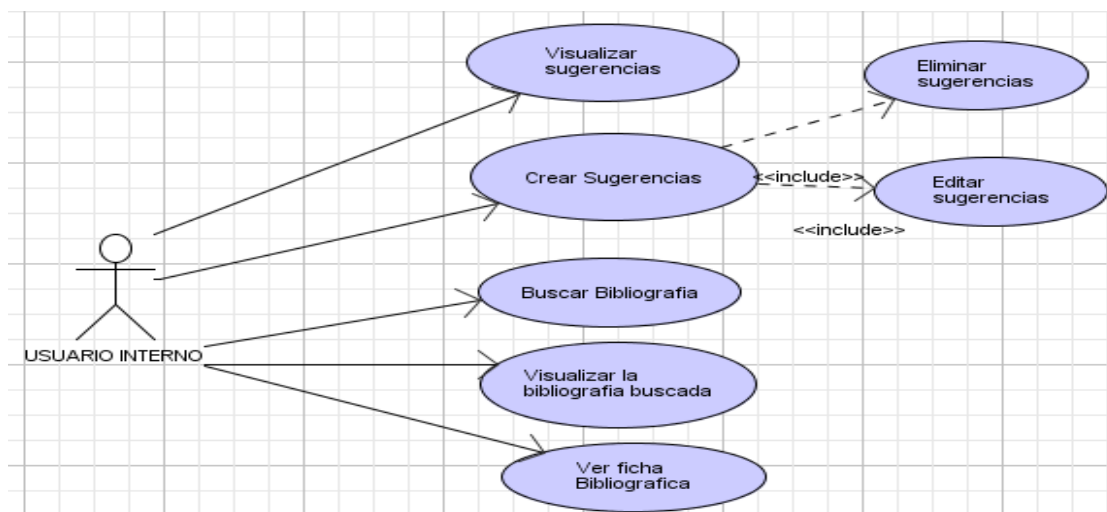 Visualizar
sugerencias
Eliminar
sugerencias
Crear Sugerencias
<<include>>
Editar
sugerencias
<<include>>
Buscar Bibliografia
USUARIO INTERNO
Visualizar la
bibliografia buscada
Ver ficha
Bibliografica